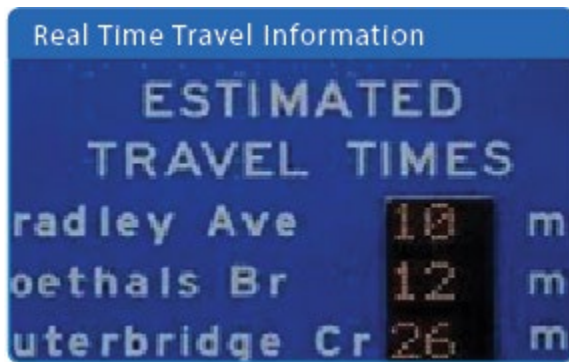 Real Time Travel Information
ESTIMATED
TRAVEL TIMES
radley Ave 10 m
oethals Br 12 m
uterbridge Cr 26 m